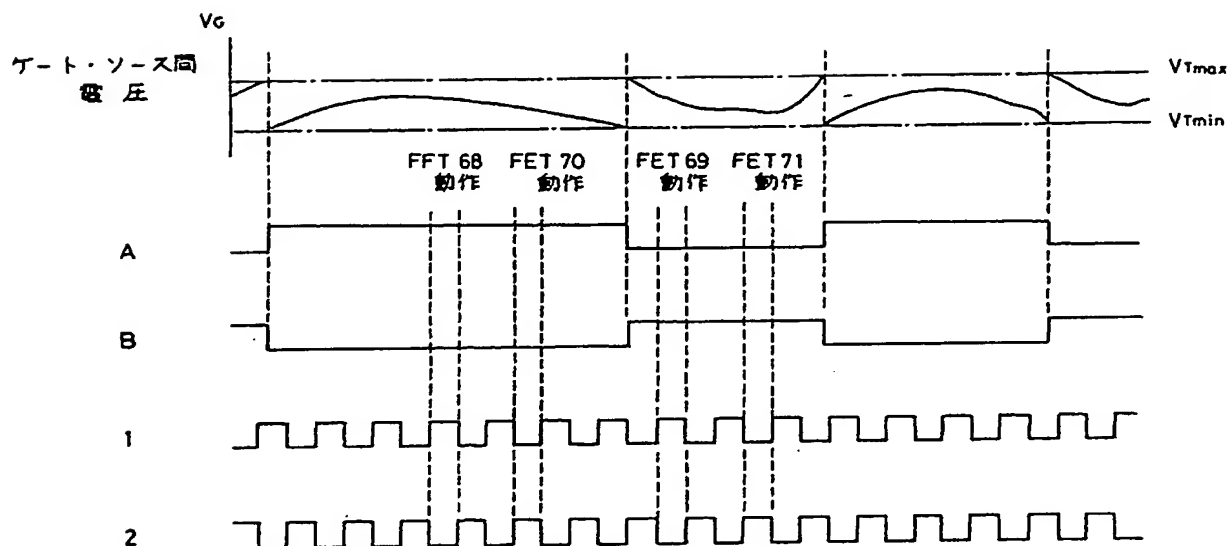 VG
ゲート・ソース間
電圧
VTmax
VTmin
FFT 68
動作
FET 70
動作
FET 69
動作
FET 71
動作
A
B
1
2